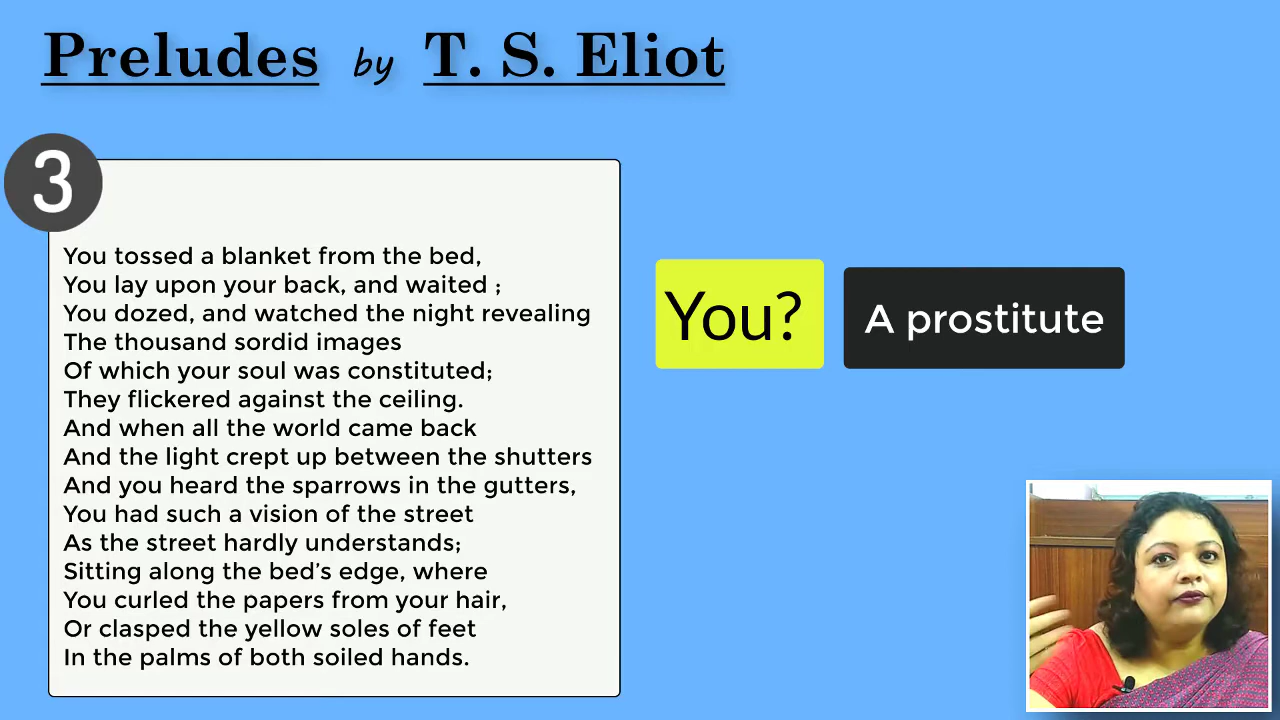 Preludes by T. S. Eliot
3
You tossed a blanket from the bed,
You lay upon your back, and waited ;
You dozed, and watched the night revealing
The thousand sordid images
Of which your soul was constituted;
They flickered against the ceiling.
And when all the world came back
And the light crept up between the shutters
And you heard the sparrows in the gutters,
You had such a vision of the street
As the street hardly understands;
Sitting along the bed's edge, where
You curled the papers from your hair,
Or clasped the yellow soles of feet
In the palms of both soiled hands.
You?
A prostitute